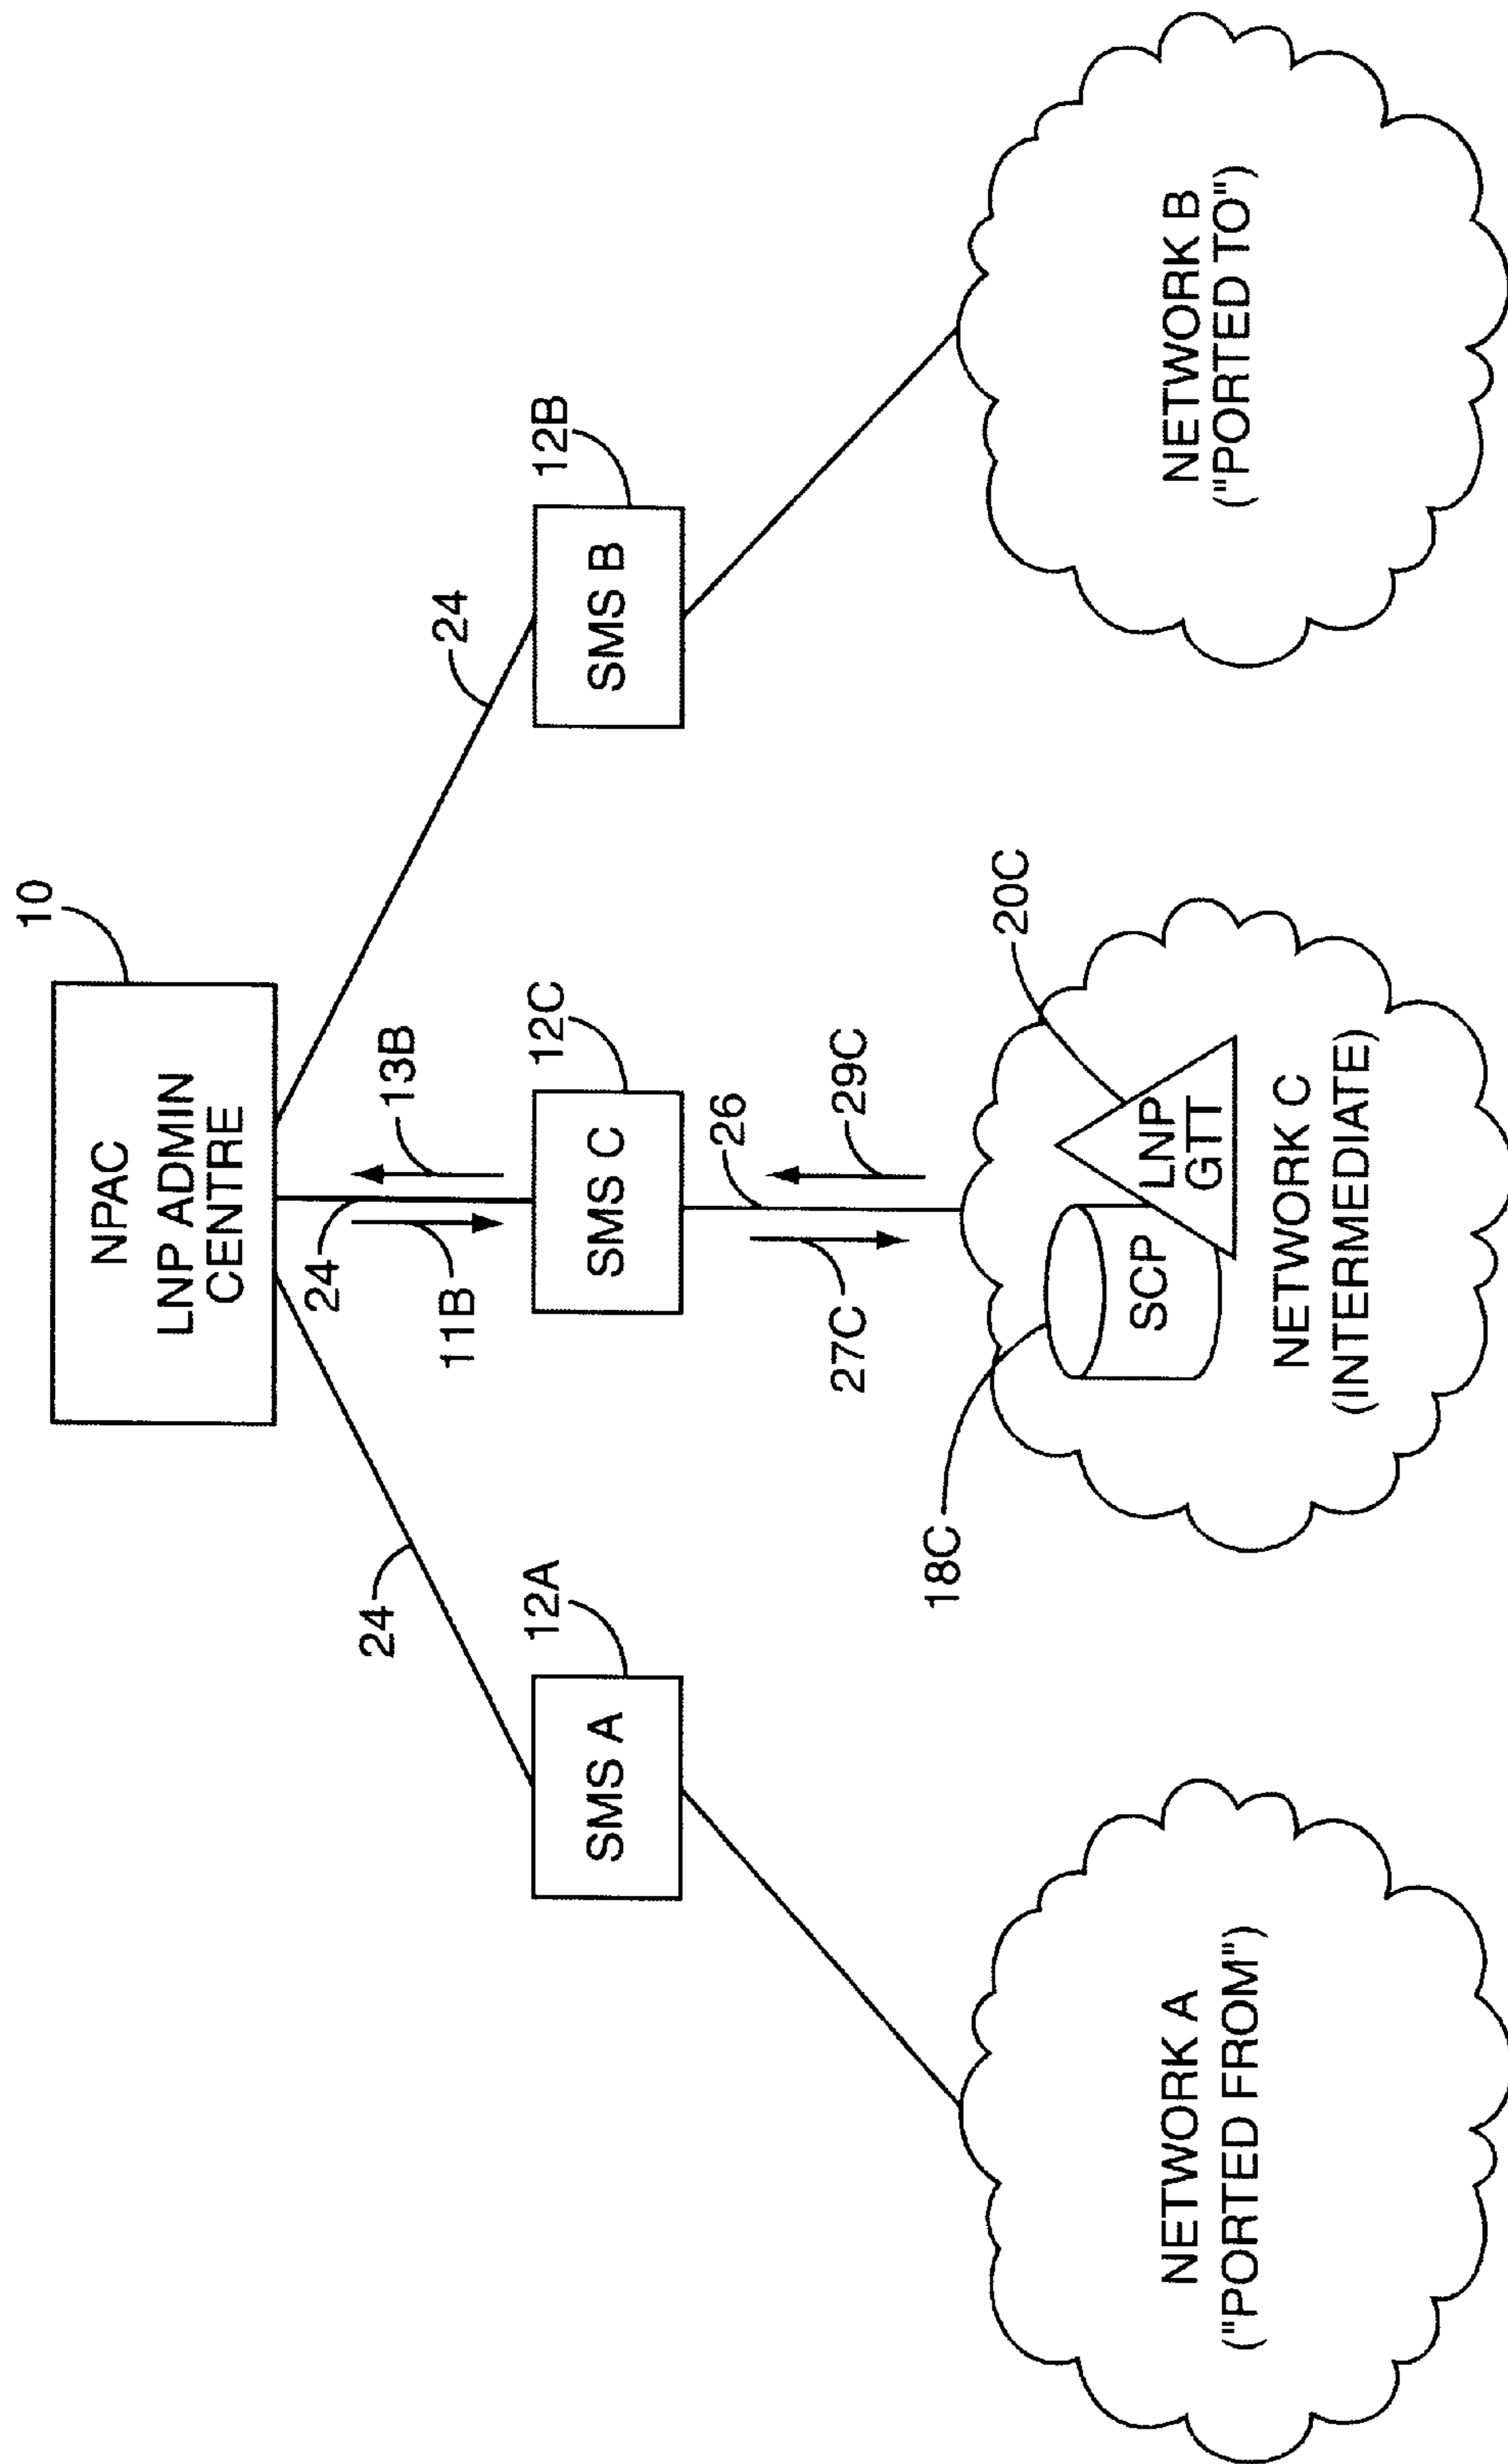 10
NPAC
LNP ADMIN
CENTRE
24
24
13B
24
11B
12A
12C
12B
SMS A
SMS C
SMS B
26
29C
27C
18C
20C
SCP
LNP
GTT
NETWORK A
("PORTED FROM")
NETWORK C
(INTERMEDIATE)
NETWORK B
("PORTED TO")